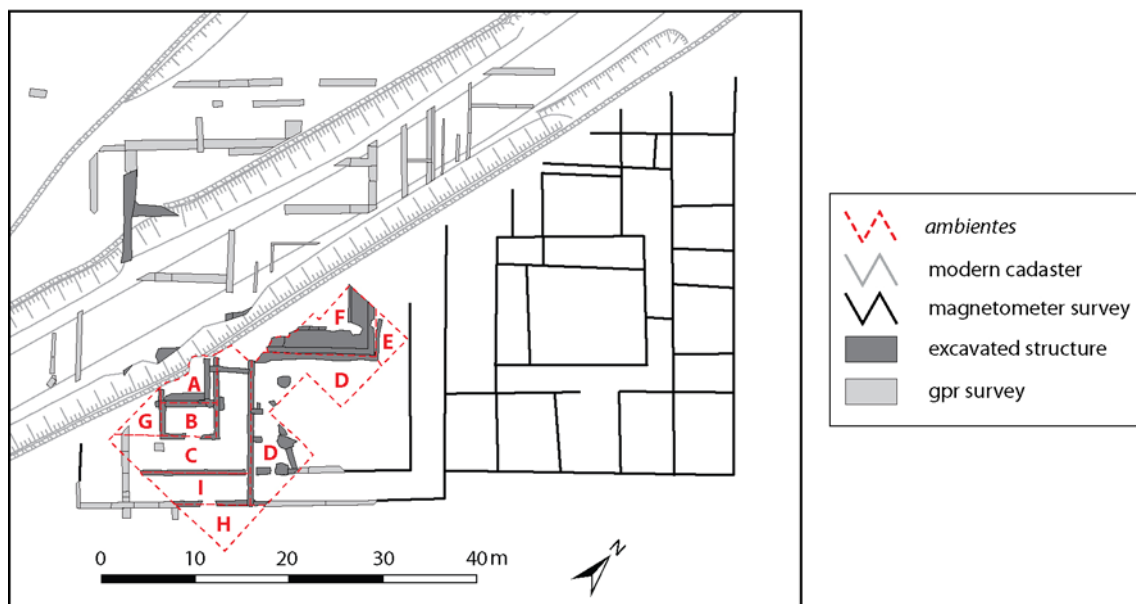 F
E
A
D
G
B
C
D
I
H
0 10 20 30 40 m
N
ambientes
modern cadaster
magnetometer survey
excavated structure
gpr survey